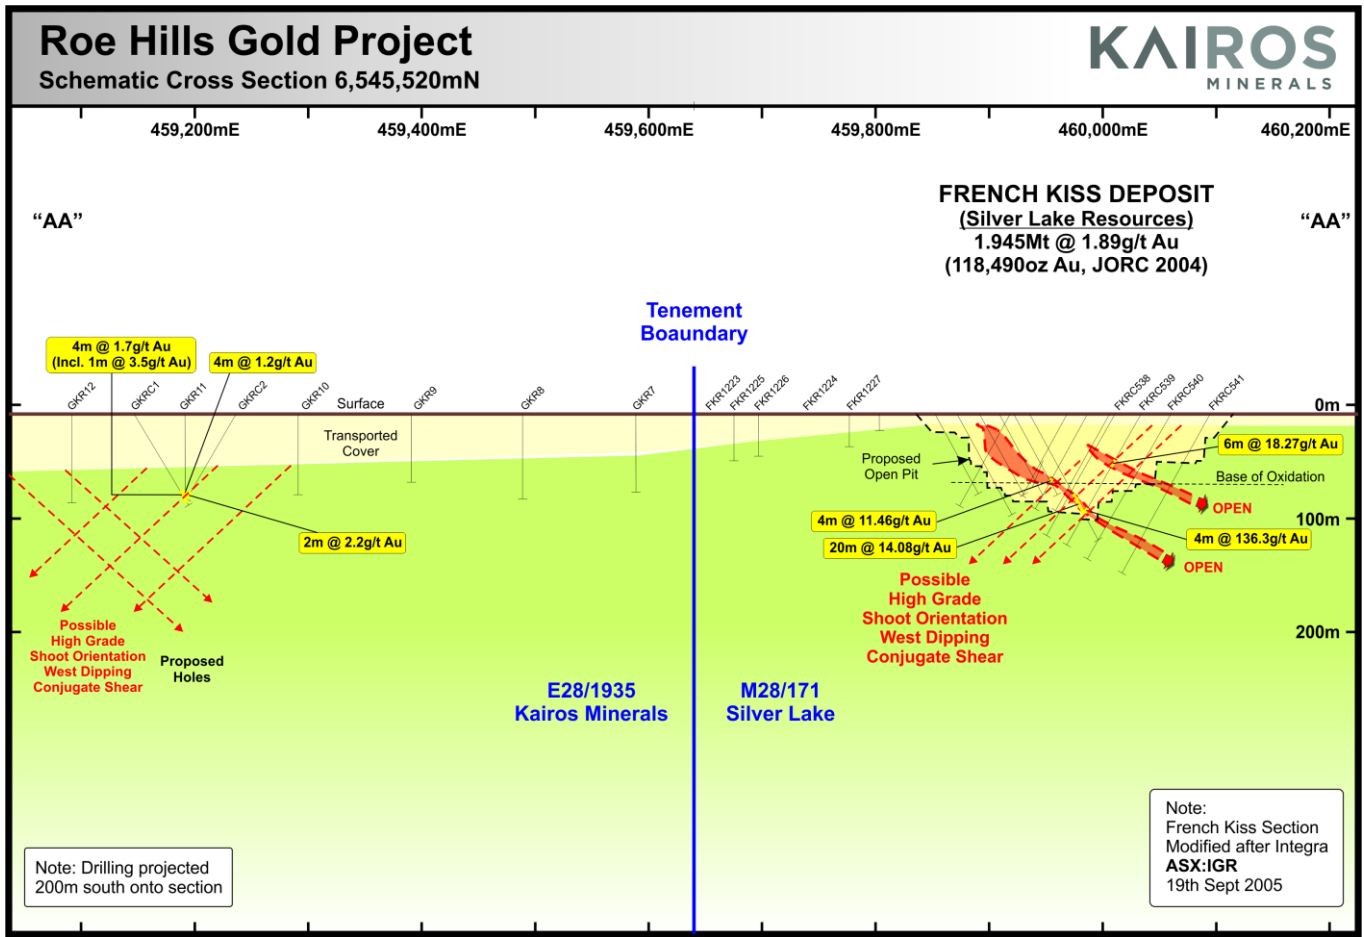 Roe Hills Gold Project
Schematic Cross Section 6,545,520mN
KAIROS
MINERALS
459,200mE
459,400mE
459,600mE
459,800mE
460,000mE
460,200mE
“AA”
FRENCH KISS DEPOSIT
(Silver Lake Resources)
1.945Mt @ 1.89g/t Au
(118,490oz Au, JORC 2004)
“AA”
Tenement
Boaundary
4m @ 1.7g/t Au
(Incl. 1m @ 3.5g/t Au)
4m @ 1.2g/t Au
GKR12
GKRC1
GKR11
GKRC2
GKR10
Surface
GKR9
GKR8
GKR7
FKR1223
FKR1225
FKR1226
FKR1224
FKR1227
FKRC538
FKRC539
FKRC540
FKRC541
0m
Transported
Cover
Proposed
Open Pit
6m @ 18.27g/t Au
Base of Oxidation
OPEN
100m
4m @ 11.46g/t Au
20m @ 14.08g/t Au
4m @ 136.3g/t Au
OPEN
2m @ 2.2g/t Au
Possible
High Grade
Shoot Orientation
West Dipping
Conjugate Shear
Proposed
Holes
Possible
High Grade
Shoot Orientation
West Dipping
Conjugate Shear
200m
E28/1935
Kairos Minerals
M28/171
Silver Lake
Note: Drilling projected
200m south onto section
Note:
French Kiss Section
Modified after Integra
ASX:IGR
19th Sept 2005